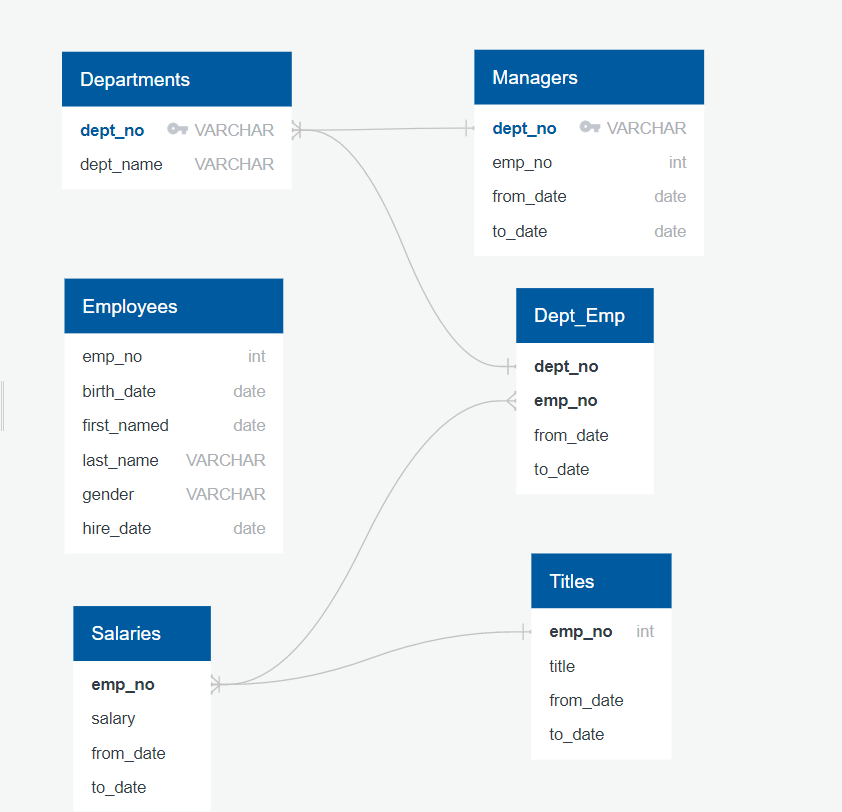 Departments
dept_no VARCHAR
dept_name VARCHAR
Managers
dept_no VARCHAR
emp_no int
from_date date
to_date date
Employees
emp_no int
birth_date date
first_named date
last_name VARCHAR
gender VARCHAR
hire_date date
Dept_Emp
dept_no
emp_no
from_date
to_date
Salaries
emp_no
salary
from_date
to_date
Titles
emp_no int
title
from_date
to_date